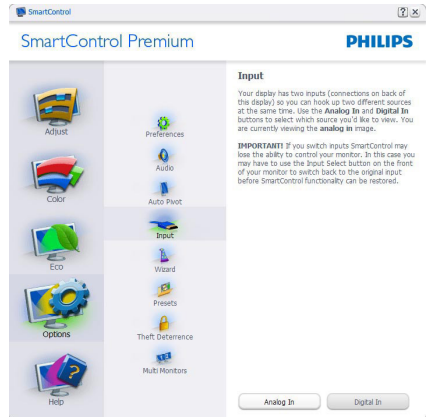 SmartControl
SmartControl Premium
PHILIPS
Adjust
Color
Eco
Options
Help
Preferences
Audio
Auto Pivot
Input
Wizard
Presets
Theft Deterrence
Multi Monitors
Input
Your display has two inputs (connections on back of
this display) so you can hook up two different sources
at the same time. Use the Analog In and Digital In
buttons to select which source you'd like to view. You
are currently viewing the analog in image.
IMPORTANT! If you switch inputs SmartControl may
lose the ability to control your monitor. In this case you
may have to use the Input Select button on the front
of your monitor to switch back to the original input
before SmartControl functionality can be restored.
Analog In
Digital In